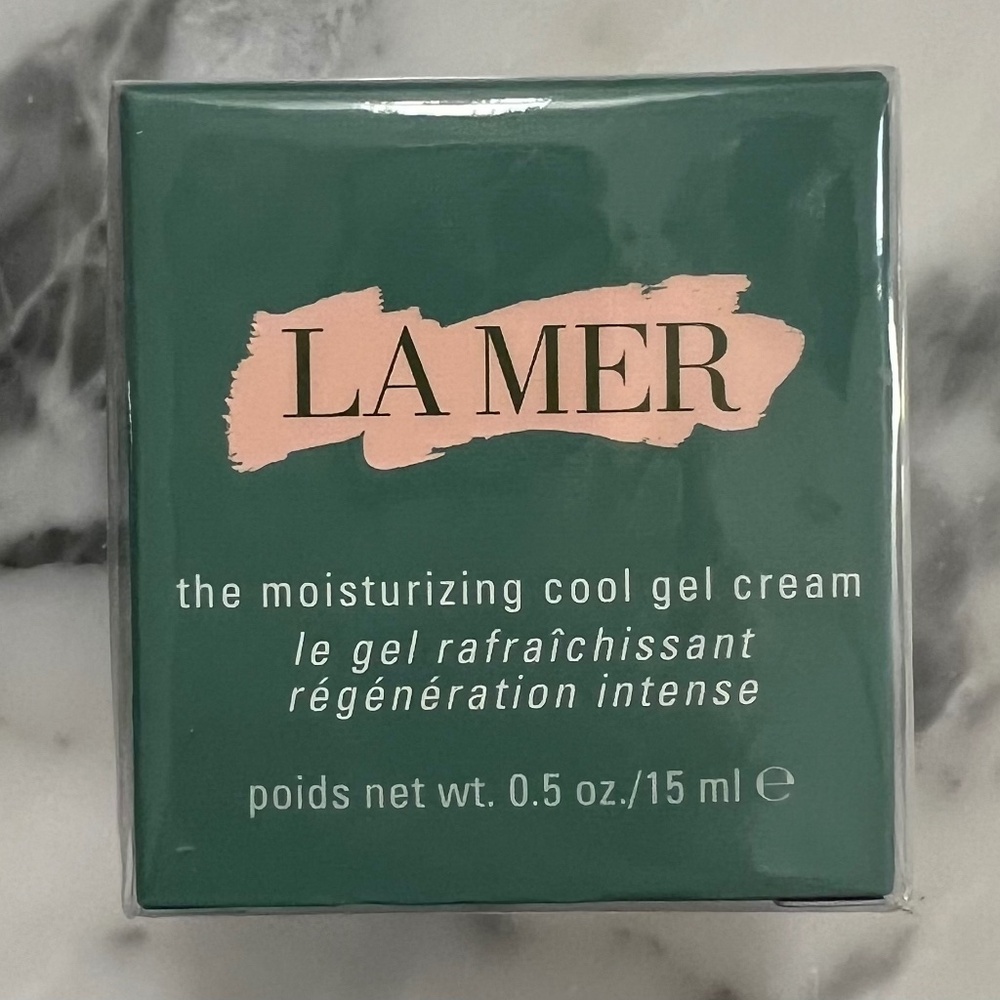 LA MER
the moisturizing cool gel cream
le gel rafraîchissant
régénération intense
poids net wt. 0.5 oz./15 ml ℮